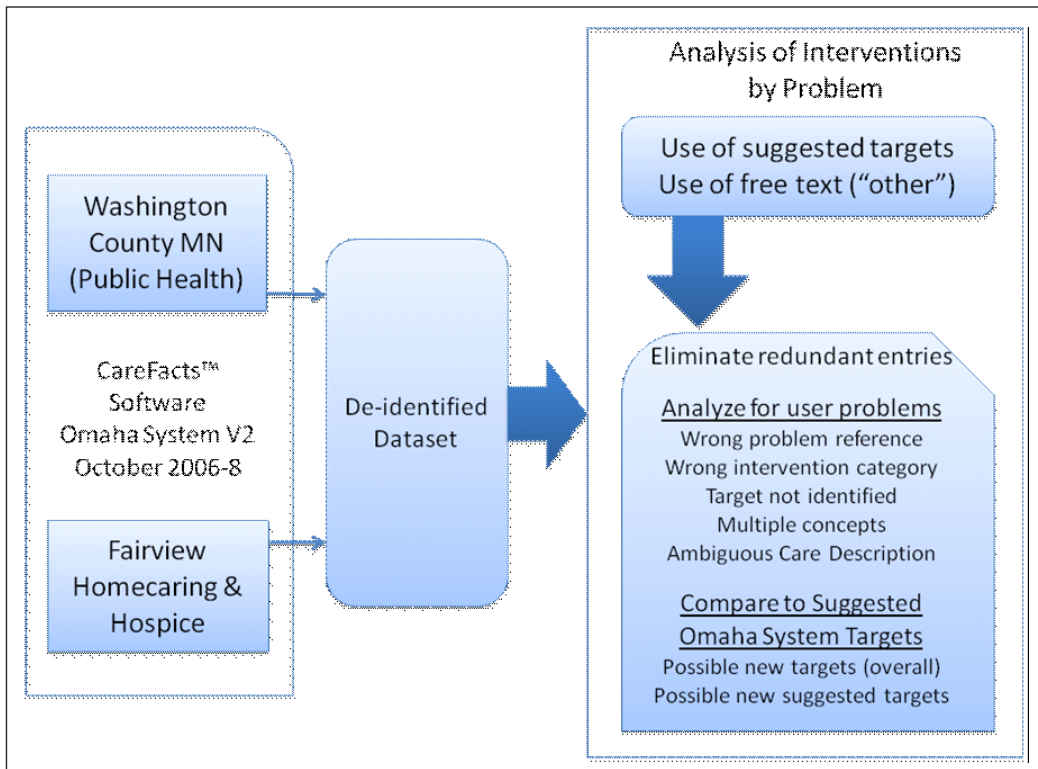 Washington
County MN
(Public Health)
CareFacts™
Software
Omaha System V2
October 2006-8
Fairview
Homecaring &
Hospice
De-identified
Dataset
Analysis of Interventions
by Problem
Use of suggested targets
Use of free text (“other”)
Eliminate redundant entries
Analyze for user problems
Wrong problem reference
Wrong intervention category
Target not identified
Multiple concepts
Ambiguous Care Description
Compare to Suggested
Omaha System Targets
Possible new targets (overall)
Possible new suggested targets